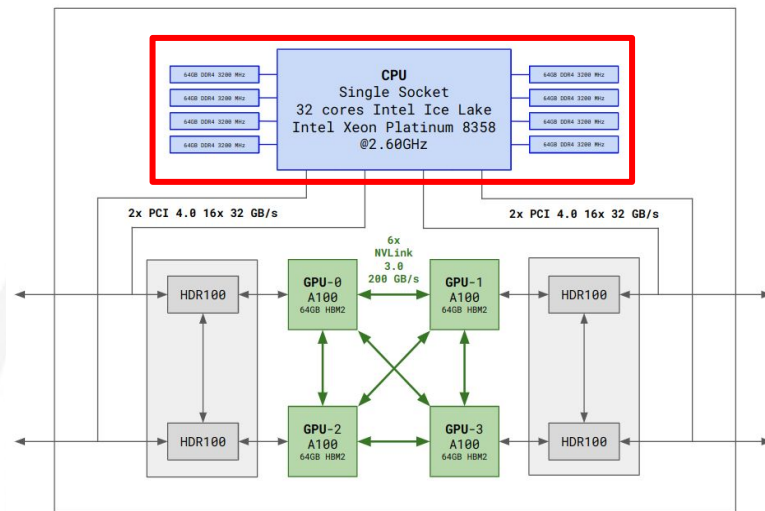 CPU
Single Socket
32 cores Intel Ice Lake
Intel Xeon Platinum 8358
@2.60GHz
64GB DDR4 3200 MHz
64GB DDR4 3200 MHz
64GB DDR4 3200 MHz
64GB DDR4 3200 MHz
64GB DDR4 3200 MHz
64GB DDR4 3200 MHz
64GB DDR4 3200 MHz
64GB DDR4 3200 MHz
2x PCI 4.0 16x 32 GB/s
2x PCI 4.0 16x 32 GB/s
6x
NVLink
3.0
200 GB/s
HDR100
GPU-0
A100
64GB HBM2
GPU-1
A100
64GB HBM2
HDR100
HDR100
GPU-2
A100
64GB HBM2
GPU-3
A100
64GB HBM2
HDR100